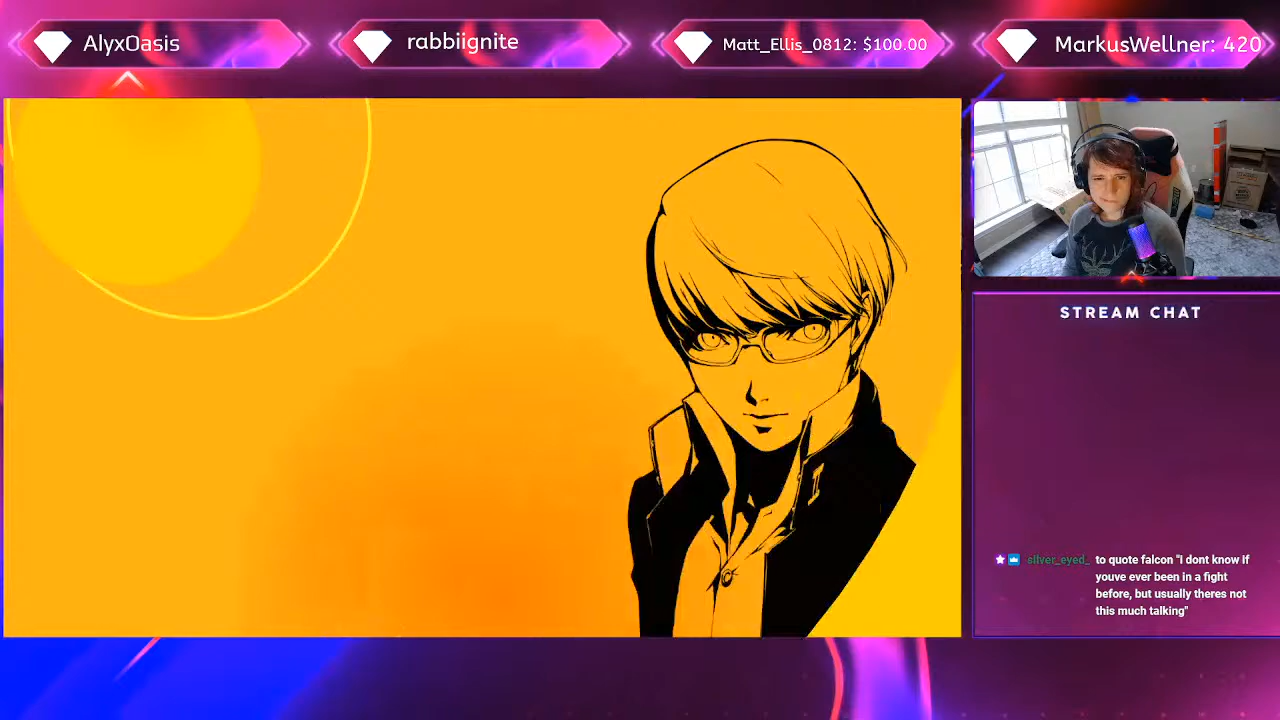 AlyxOasis
rabbiignite
Matt_Ellis_0812: $100.00
MarkusWellner: 420
STREAM CHAT
silver_eyed_ to quote falcon "I dont know if
youve ever been in a fight
before, but usually theres not
this much talking"